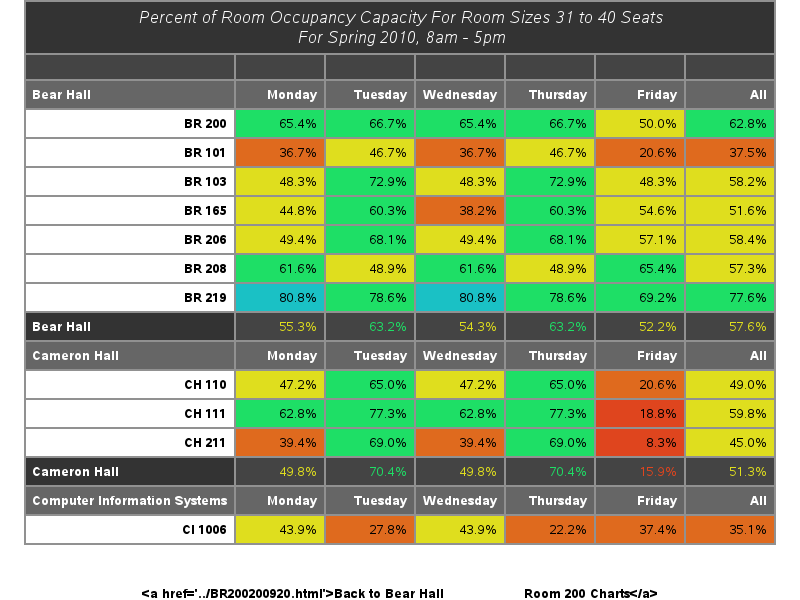 Percent of Room Occupancy Capacity For Room Sizes 31 to 40 Seats
For Spring 2010, 8am - 5pm
Bear Hall Monday Tuesday Wednesday Thursday Friday All
BR 200 65.4% 66.7% 65.4% 66.7% 50.0% 62.8%
BR 101 36.7% 46.7% 36.7% 46.7% 20.6% 37.5%
BR 103 48.3% 72.9% 48.3% 72.9% 48.3% 58.2%
BR 165 44.8% 60.3% 38.2% 60.3% 54.6% 51.6%
BR 206 49.4% 68.1% 49.4% 68.1% 57.1% 58.4%
BR 208 61.6% 48.9% 61.6% 48.9% 65.4% 57.3%
BR 219 80.8% 78.6% 80.8% 78.6% 69.2% 77.6%
Bear Hall 55.3% 63.2% 54.3% 63.2% 52.2% 57.6%
Cameron Hall Monday Tuesday Wednesday Thursday Friday All
CH 110 47.2% 65.0% 47.2% 65.0% 20.6% 49.0%
CH 111 62.8% 77.3% 62.8% 77.3% 18.8% 59.8%
CH 211 39.4% 69.0% 39.4% 69.0% 8.3% 45.0%
Cameron Hall 49.8% 70.4% 49.8% 70.4% 15.9% 51.3%
Computer Information Systems Monday Tuesday Wednesday Thursday Friday All
CI 1006 43.9% 27.8% 43.9% 22.2% 37.4% 35.1%
<a href='../BR200200920.html'>Back to Bear Hall Room 200 Charts</a>